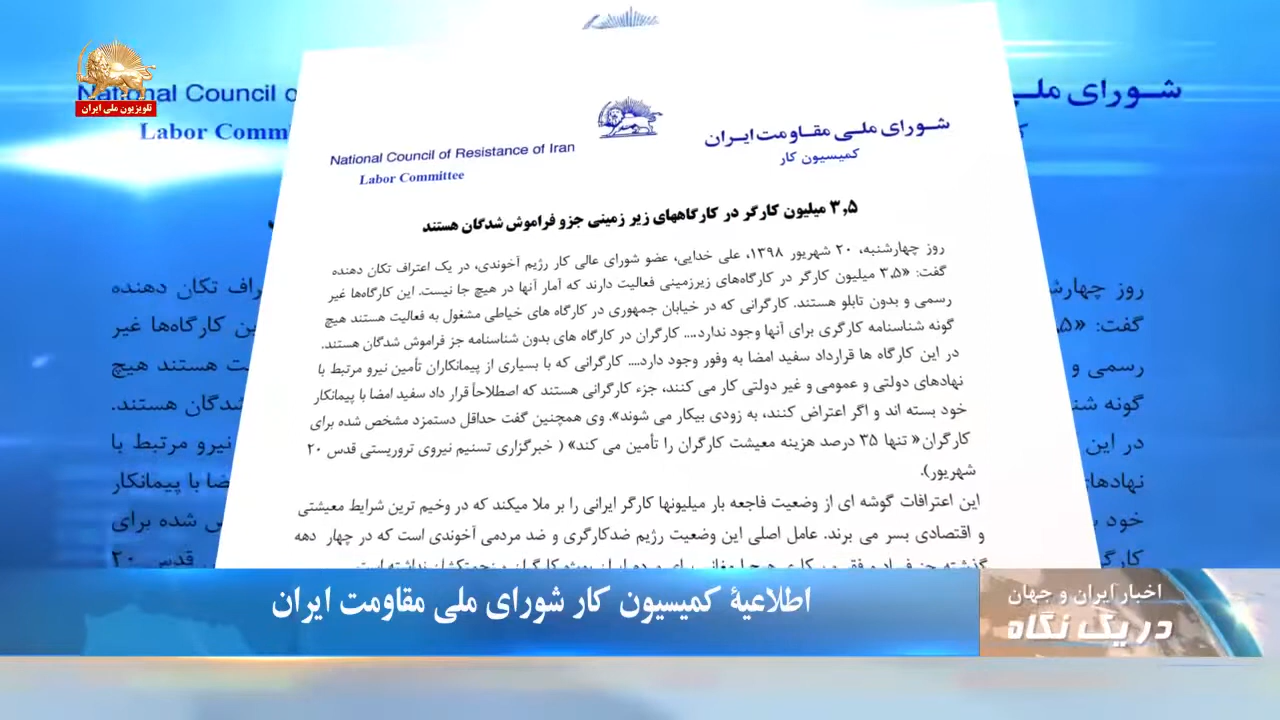 تلویزیون ملی ایران
National Council of Resistance of Iran
Labor Committee
شورای ملی مقاومت ایران
کمیسیون کار
۳,۵ میلیون کارگر در کارگاههای زیر زمینی جزو فراموش شدگان هستند
روز چهارشنبه، ۲۰ شهریور ۱۳۹۸، علی خدایی، عضو شورای عالی کار رژیم آخوندی، در یک اعتراف تکان دهنده
گفت: «۳,۵ میلیون کارگر در کارگاه‌های زیرزمینی فعالیت دارند که آمار آنها در هیچ جا نیست. این کارگاه‌ها غیر
رسمی و بدون تابلو هستند. کارگرانی که در خیابان جمهوری در کارگاه های خیاطی مشغول به فعالیت هستند هیچ
گونه شناسنامه کارگری برای آنها وجود ندارد.... کارگران در کارگاه های بدون شناسنامه جز فراموش شدگان هستند.
در این کارگاه ها قرارداد سفید امضا به وفور وجود دارد.... کارگرانی که با بسیاری از پیمانکاران تأمین نیرو مرتبط با
نهادهای دولتی و عمومی و غیر دولتی کار می کنند، جزء کارگرانی هستند که اصطلاحاً قرار داد سفید امضا با پیمانکار
خود بسته اند و اگر اعتراض کنند، به زودی بیکار می شوند». وی همچنین گفت حداقل دستمزد مشخص شده برای
کارگران« تنها ۳۵ درصد هزینه معیشت کارگران را تأمین می کند» ( خبرگزاری تسنیم نیروی تروریستی قدس ۲۰
شهریور).
این اعترافات گوشه ای از وضعیت فاجعه بار میلیونها کارگر ایرانی را بر ملا میکند که در وخیم ترین شرایط معیشتی
و اقتصادی بسر می برند. عامل اصلی این وضعیت رژیم ضدکارگری و ضد مردمی آخوندی است که در چهار دهه
اطلاعیهٔ کمیسیون کار شورای ملی مقاومت ایران
اخبار ایران و جهان
در یک نگاه